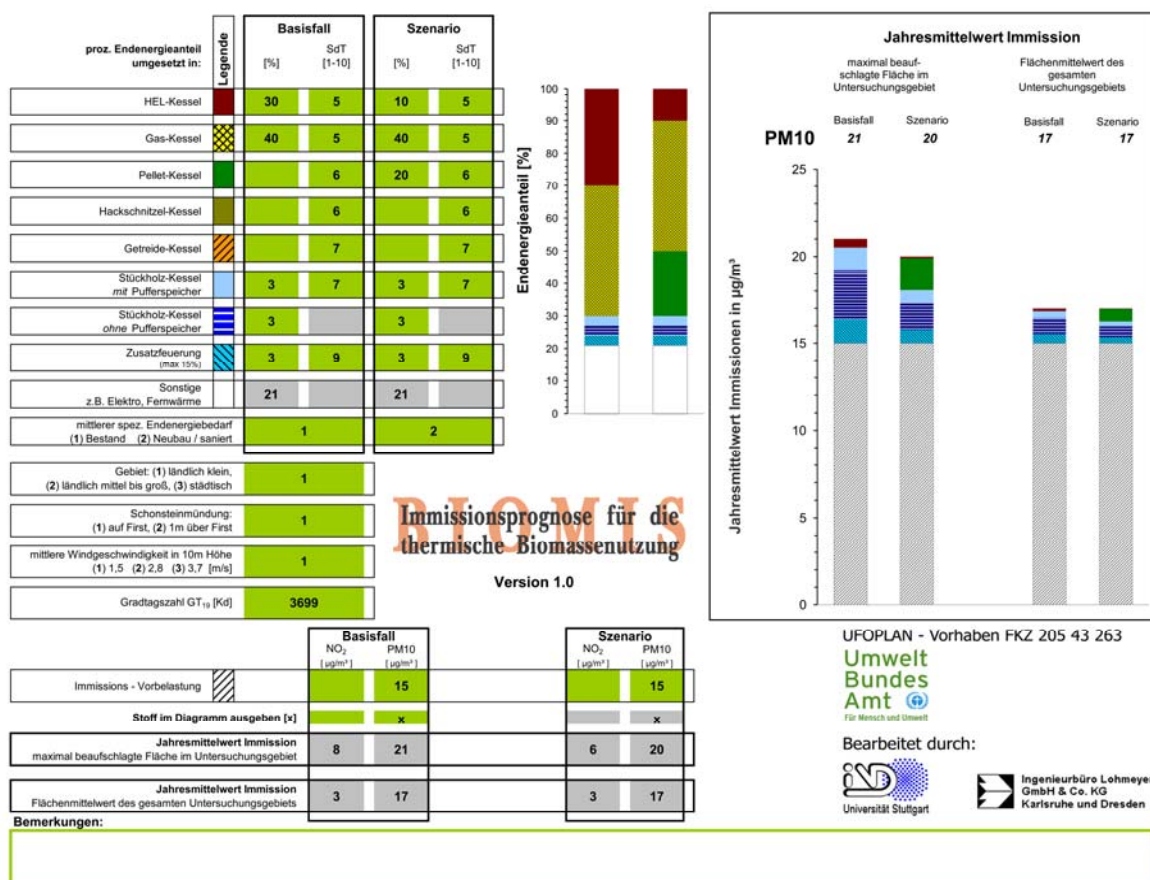 Basisfall
Szenario
proz. Endenergieanteil
umgesetzt in:
Legende
[%]
SdT
[1-10]
[%]
SdT
[1-10]
HEL-Kessel 30 5 10 5
Gas-Kessel 40 5 40 5
Pellet-Kessel 6 20 6
Hackschnitzel-Kessel 6 6
Getreide-Kessel 7 7
Stückholz-Kessel
mit Pufferspeicher 3 7 3 7
Stückholz-Kessel
ohne Pufferspeicher 3 3
Zusatzfeuerung
(max 15%) 3 9 3 9
Sonstige
z.B. Elektro, Fernwärme 21 21
mittlerer spez. Endenergiebedarf
(1) Bestand (2) Neubau / saniert 1 2
Gebiet: (1) ländlich klein,
(2) ländlich mittel bis groß, (3) städtisch 1
Schonsteinmündung:
(1) auf First, (2) 1m über First 1
mittlere Windgeschwindigkeit in 10m Höhe
(1) 1,5 (2) 2,8 (3) 3,7 [m/s] 1
Gradtagszahl GT19 [Kd] 3699
Endenergieanteil [%]
100
90
80
70
60
50
40
30
20
10
0
BIOMIS
Immissionsprognose für die
thermische Biomassenutzung
Version 1.0
Jahresmittelwert Immission
maximal beauf-
schlagte Fläche im
Untersuchungsgebiet
Flächenmittelwert des
gesamten
Untersuchungsgebiets
Basisfall Szenario Basisfall Szenario
PM10 21 20 17 17
Jahresmittelwert Immissionen in µg/m³
25
20
15
10
5
0
Basisfall
Szenario
NO2 PM10 NO2 PM10
[ µg/m³ ] [ µg/m³ ] [ µg/m³ ] [ µg/m³ ]
Immissions - Vorbelastung 15 15
Stoff im Diagramm ausgeben [x] x x
Jahresmittelwert Immission
maximal beaufschlagte Fläche im Untersuchungsgebiet 8 21 6 20
Jahresmittelwert Immission
Flächenmittelwert des gesamten Untersuchungsgebiets 3 17 3 17
Bemerkungen:
UFOPLAN - Vorhaben FKZ 205 43 263
Umwelt
Bundes
Amt
Für Mensch und Umwelt
Bearbeitet durch:
Universität Stuttgart
Ingenieurbüro Lohmeyer
GmbH & Co. KG
Karlsruhe und Dresden